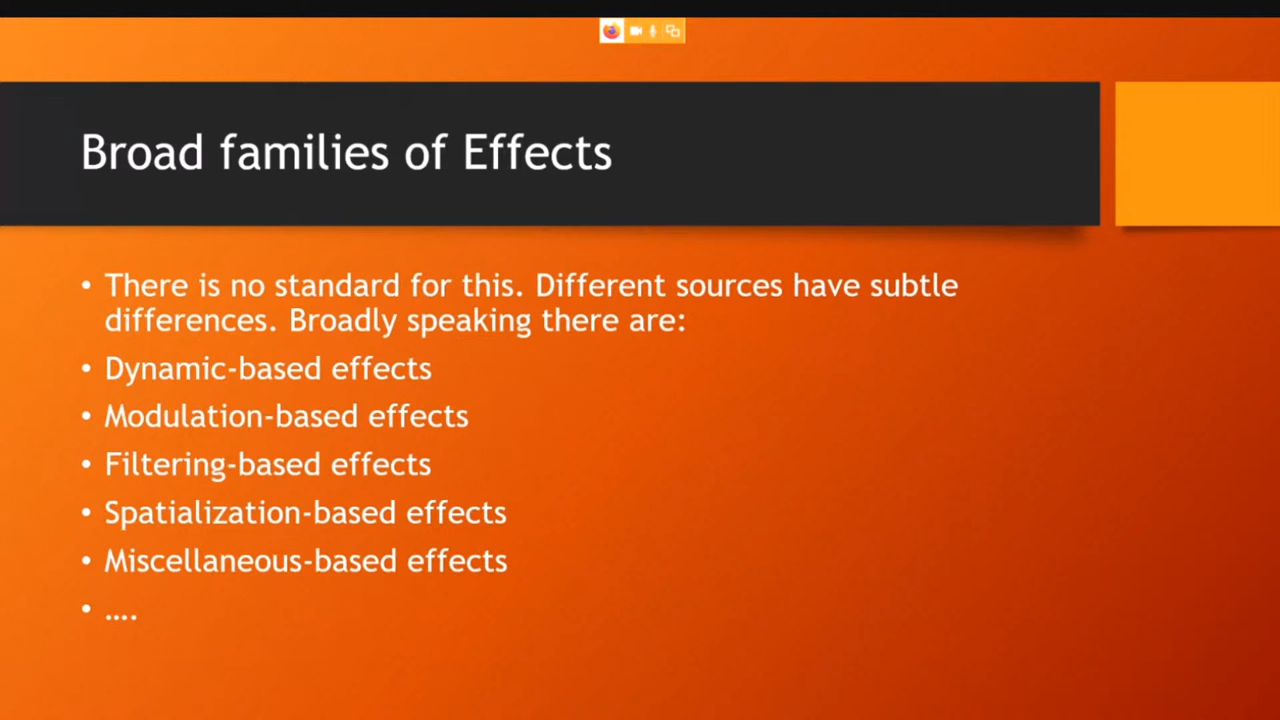 Broad families of Effects
• There is no standard for this. Different sources have subtle
differences. Broadly speaking there are:
• Dynamic-based effects
• Modulation-based effects
• Filtering-based effects
• Spatialization-based effects
• Miscellaneous-based effects
• ….